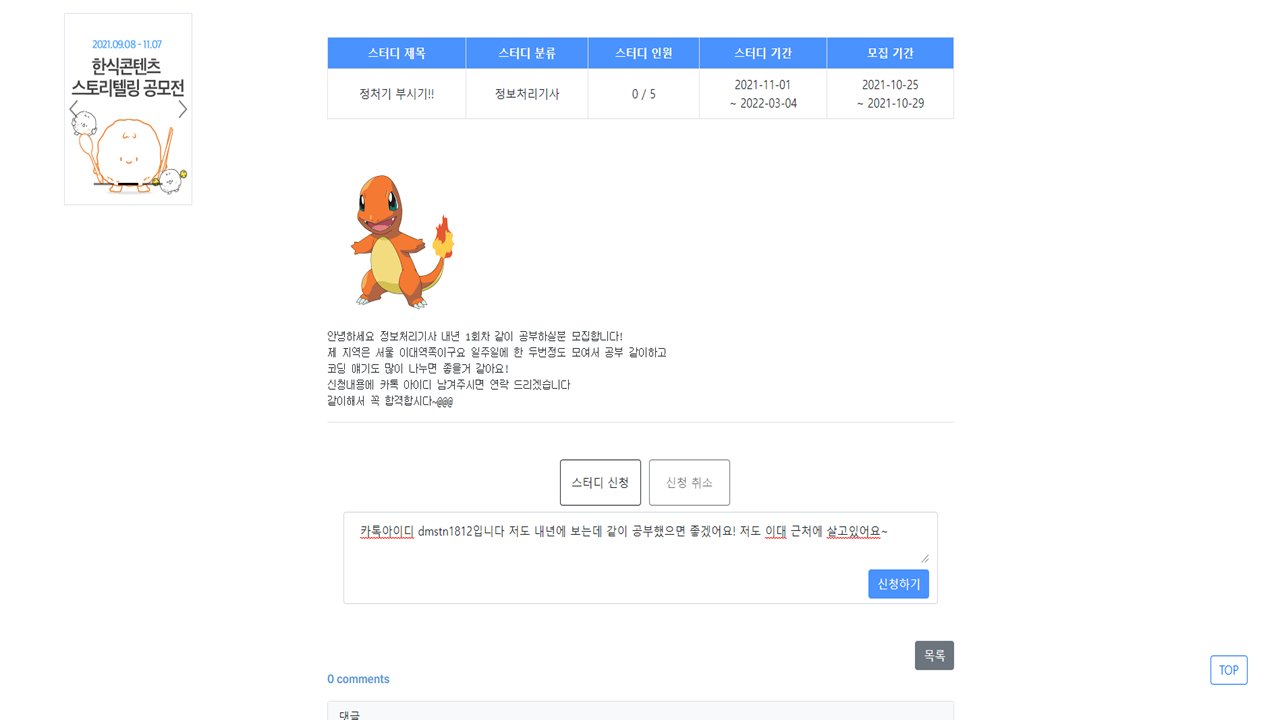 2021.09.08 - 11.07
한식콘텐츠
스토리텔링 공모전
스터디 제목 스터디 분류 스터디 인원 스터디 기간 모집 기간
정처기 부시기!! 정보처리기사 0 / 5 2021-11-01 ~ 2022-03-04 2021-10-25 ~ 2021-10-29
안녕하세요 정보처리기사 내년 1회차 같이 공부하실분 모집합니다!
제 지역은 서울 이대역쪽이구요 일주일에 한 두번정도 모여서 공부 같이하고
코딩 얘기도 많이 나누면 좋을거 같아요!
신청내용에 카톡 아이디 남겨주시면 연락 드리겠습니다
같이해서 꼭 합격합시다~@@@
스터디 신청 신청 취소
카톡아이디 dmstn1812입니다 저도 내년에 보는데 같이 공부했으면 좋겠어요! 저도 이대 근처에 살고있어요~
신청하기
목록
TOP
0 comments
댓글